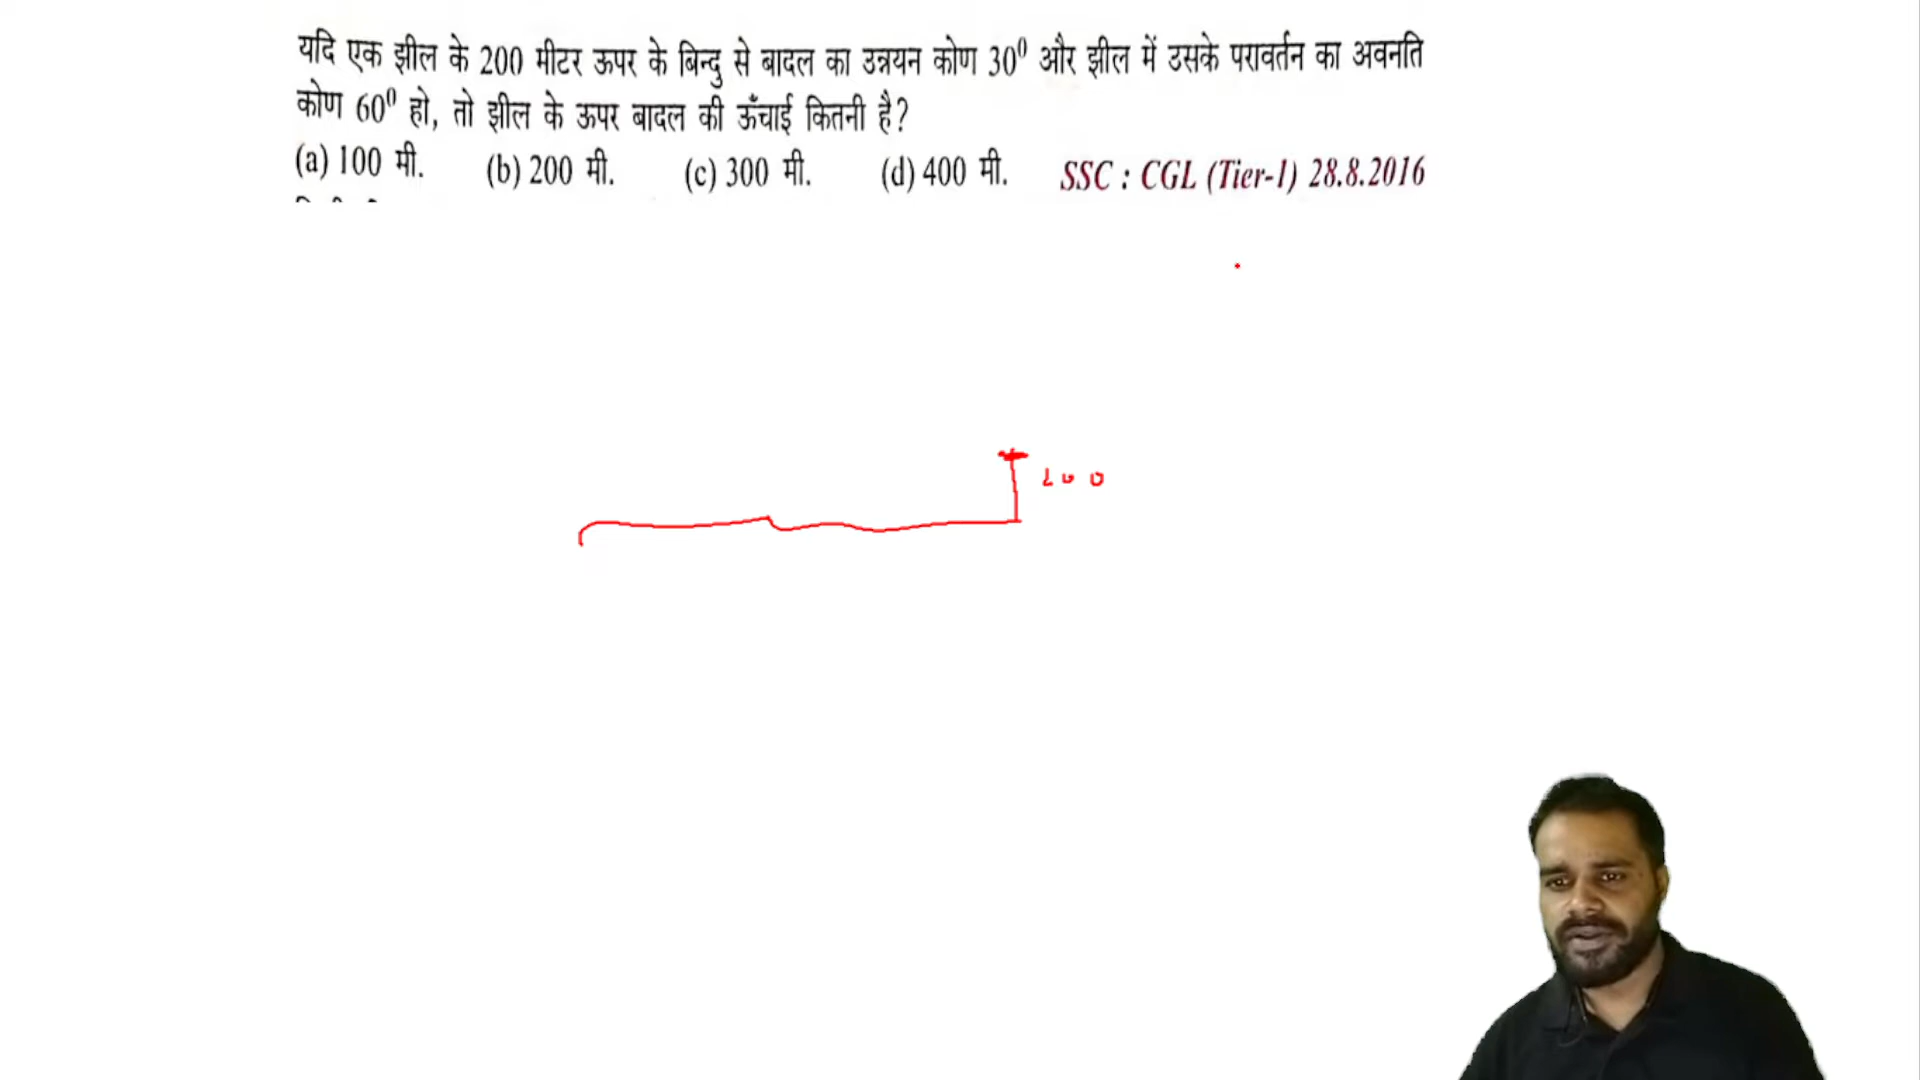 यदि एक झील के 200 मीटर ऊपर के बिन्दु से बादल का उन्नयन कोण 30⁰ और झील में उसके परावर्तन का अवनति
कोण 60⁰ हो, तो झील के ऊपर बादल की ऊँचाई कितनी है?
(a) 100 मी. (b) 200 मी. (c) 300 मी. (d) 400 मी. SSC : CGL (Tier-1) 28.8.2016
200